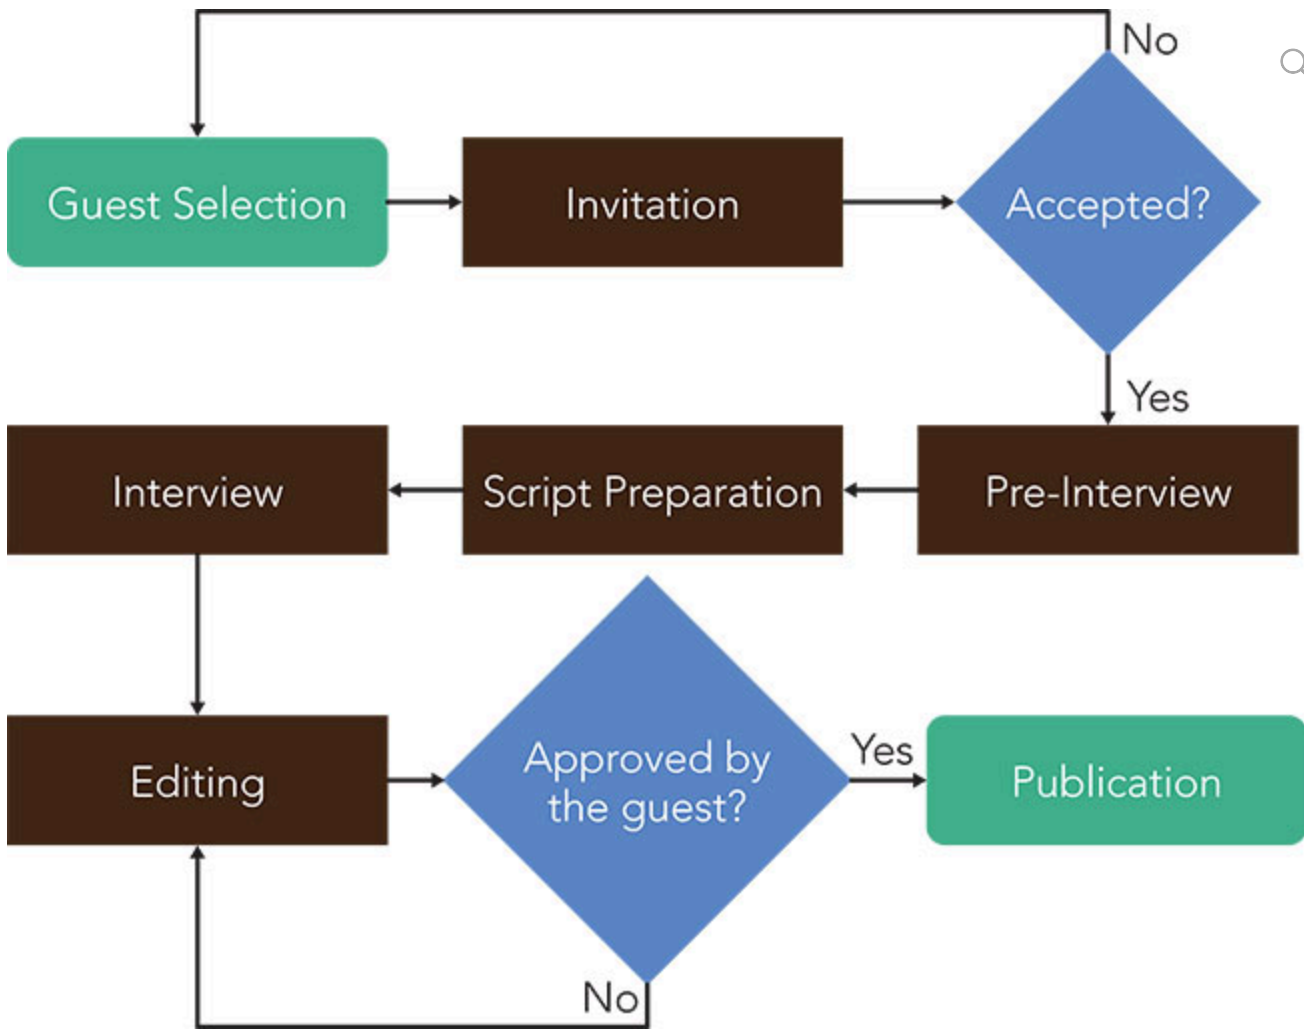 No
Guest Selection
Invitation
Accepted?
Yes
Interview
Script Preparation
Pre-Interview
Editing
Approved by
the guest?
Yes
Publication
No